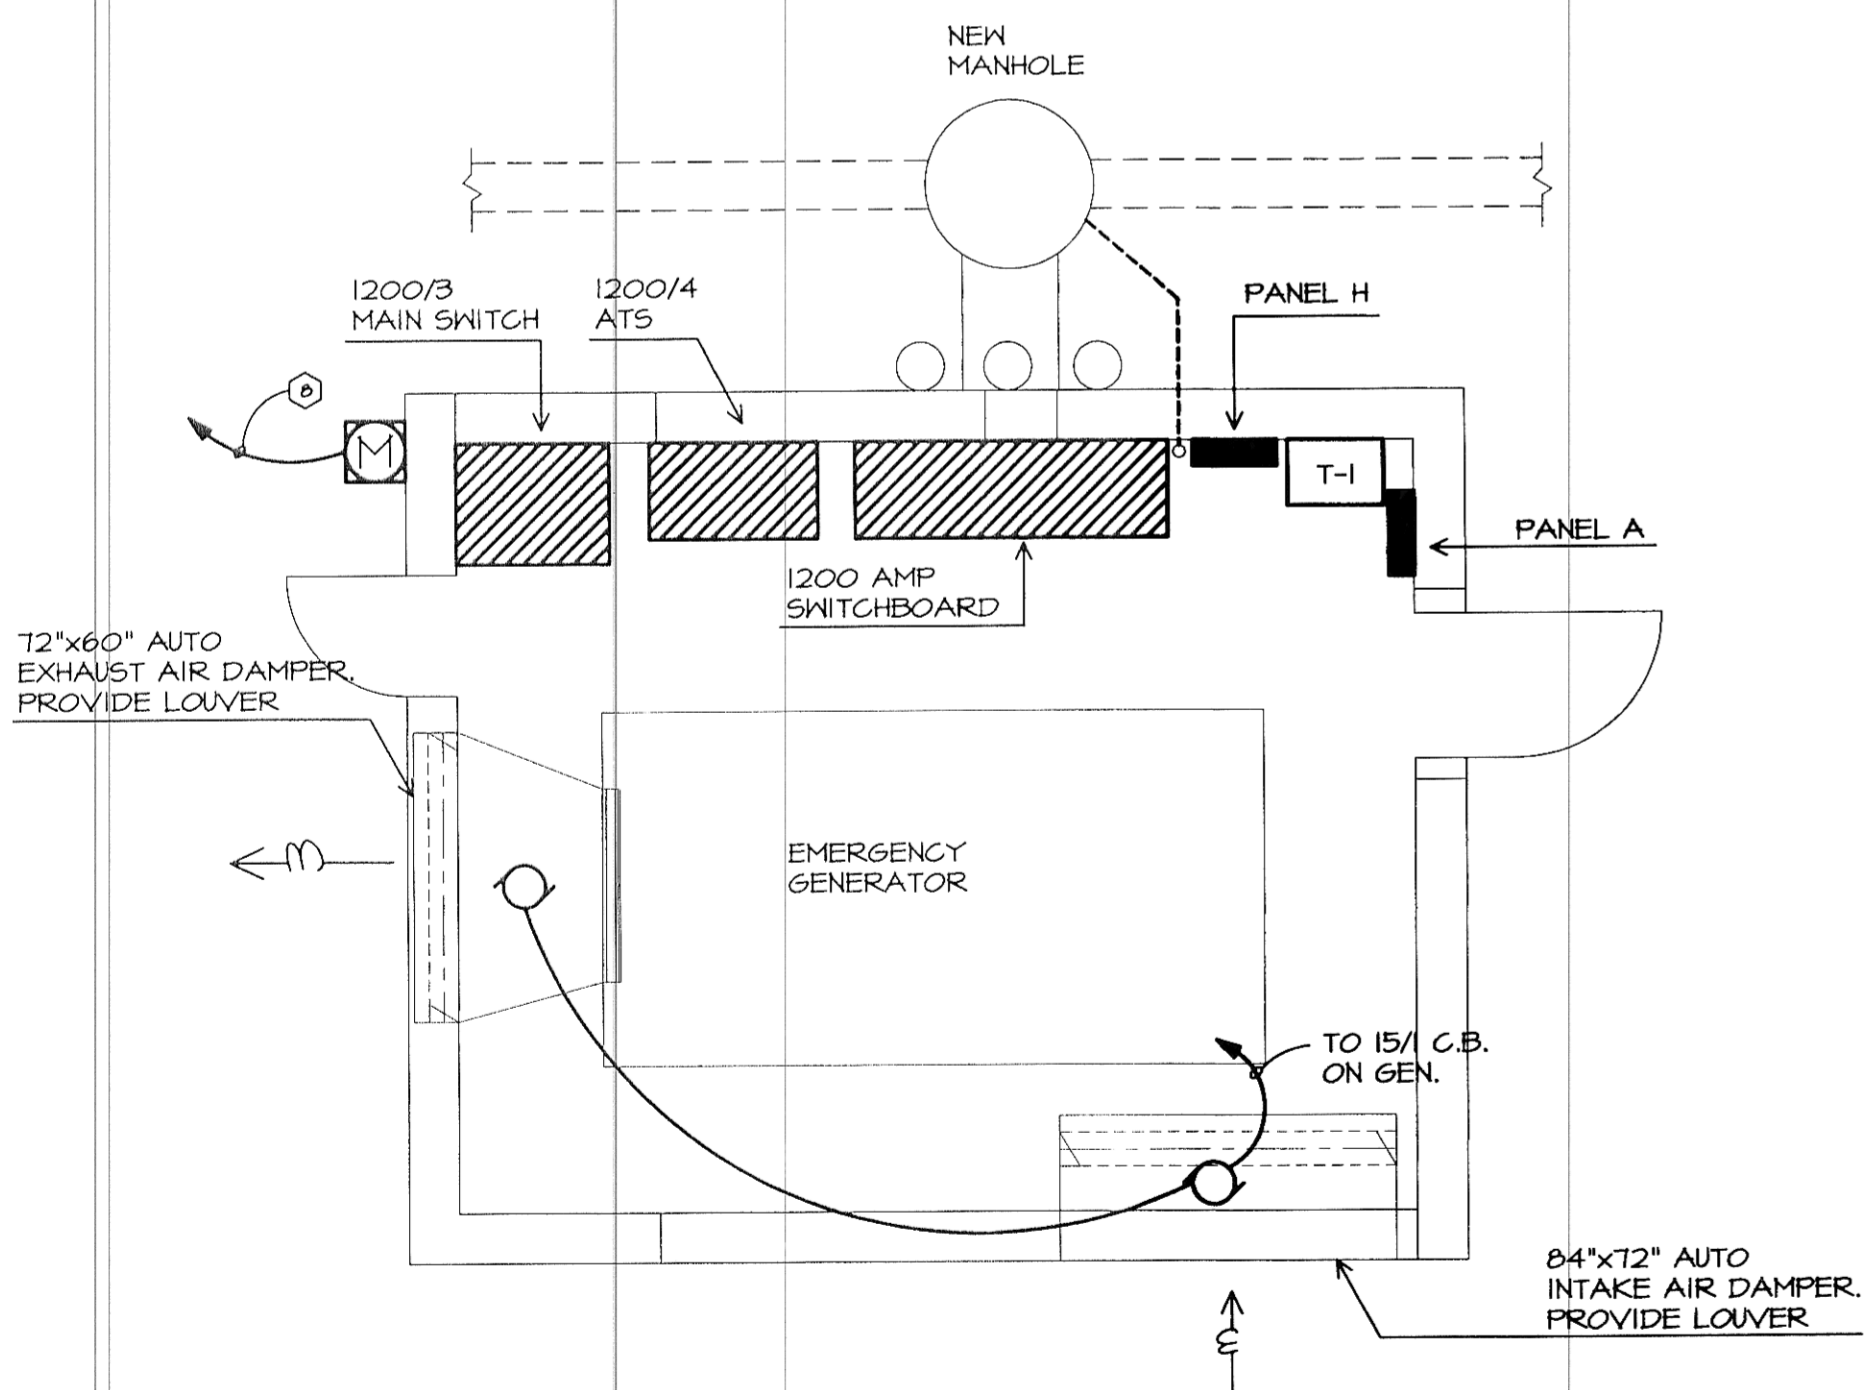 NEW
MANHOLE
1200/3
MAIN SWITCH
1200/4
ATS
PANEL H
8
M
T-1
PANEL A
1200 AMP
SWITCHBOARD
72"x60" AUTO
EXHAUST AIR DAMPER.
PROVIDE LOUVER
EMERGENCY
GENERATOR
TO 15/1 C.B.
ON GEN.
84"x72" AUTO
INTAKE AIR DAMPER.
PROVIDE LOUVER